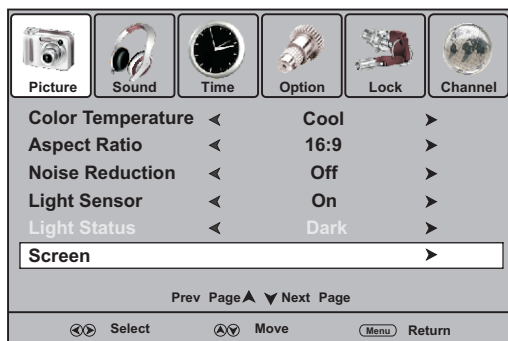 Picture Sound Time Option Lock Channel
Color Temperature Cool
Aspect Ratio 16:9
Noise Reduction Off
Light Sensor On
Light Status Dark
Screen
Prev Page Next Page
Select Move Menu Return